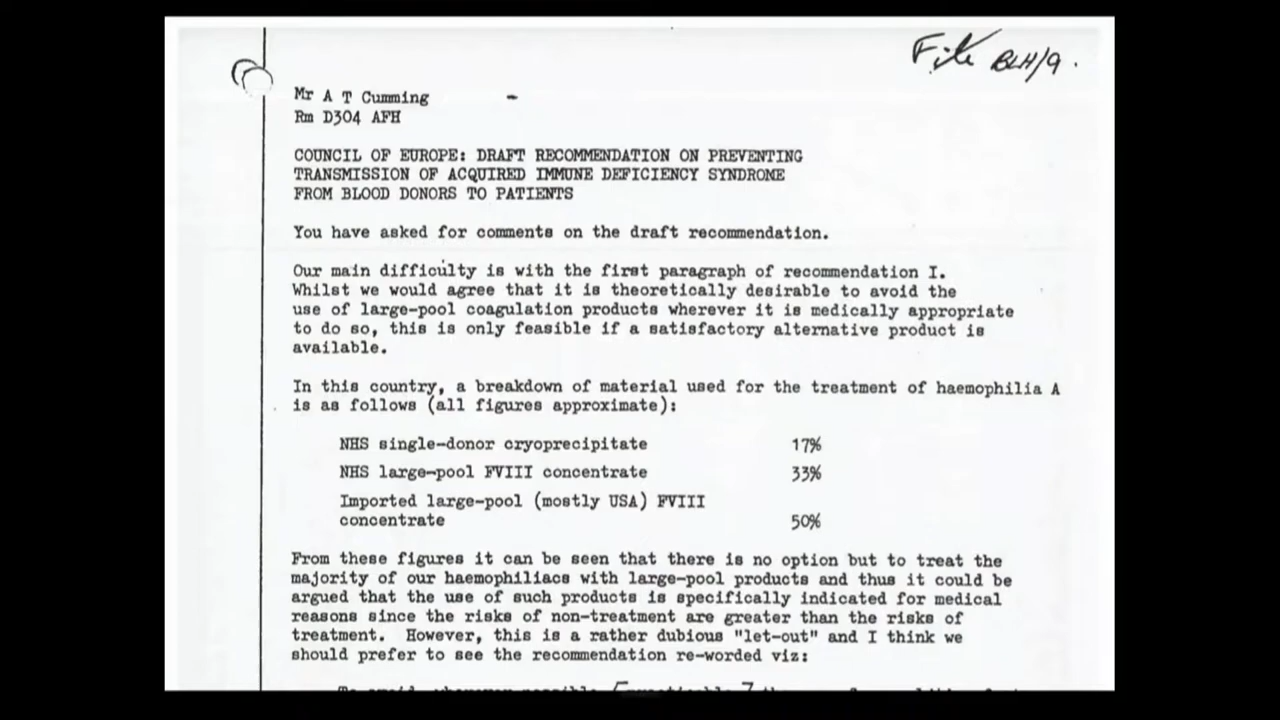 File BLH/9.
Mr A T Cumming -
Rm D304 AFH
COUNCIL OF EUROPE: DRAFT RECOMMENDATION ON PREVENTING
TRANSMISSION OF ACQUIRED IMMUNE DEFICIENCY SYNDROME
FROM BLOOD DONORS TO PATIENTS
You have asked for comments on the draft recommendation.
Our main difficulty is with the first paragraph of recommendation I.
Whilst we would agree that it is theoretically desirable to avoid the
use of large-pool coagulation products wherever it is medically appropriate
to do so, this is only feasible if a satisfactory alternative product is
available.
In this country, a breakdown of material used for the treatment of haemophilia A
is as follows (all figures approximate):
NHS single-donor cryoprecipitate 17%
NHS large-pool FVIII concentrate 33%
Imported large-pool (mostly USA) FVIII
concentrate 50%
From these figures it can be seen that there is no option but to treat the
majority of our haemophiliacs with large-pool products and thus it could be
argued that the use of such products is specifically indicated for medical
reasons since the risks of non-treatment are greater than the risks of
treatment. However, this is a rather dubious "let-out" and I think we
should prefer to see the recommendation re-worded viz: